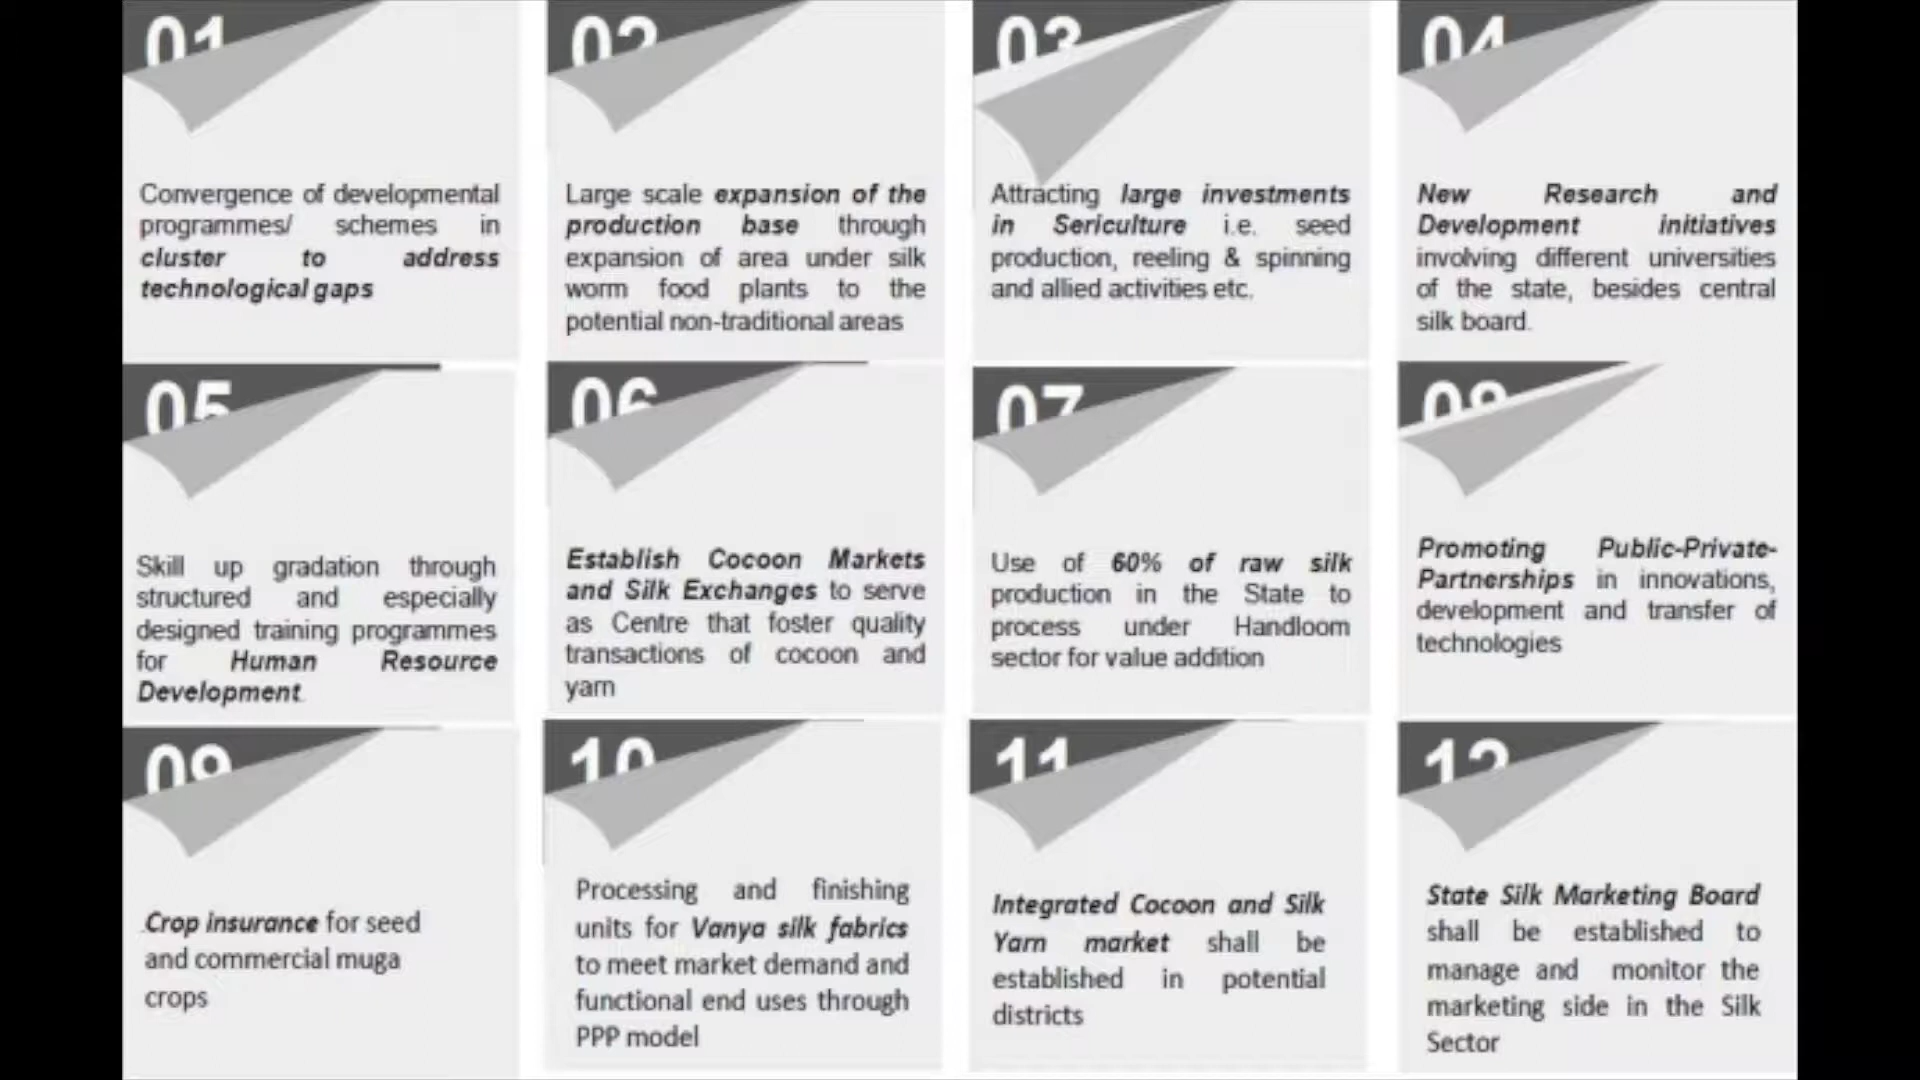 01
Convergence of developmental
programmes/ schemes in
cluster to address
technological gaps
02
Large scale expansion of the
production base through
expansion of area under silk
worm food plants to the
potential non-traditional areas
03
Attracting large investments
in Sericulture i.e. seed
production, reeling & spinning
and allied activities etc.
04
New Research and
Development initiatives
involving different universities
of the state, besides central
silk board.
05
Skill up gradation through
structured and especially
designed training programmes
for Human Resource
Development.
06
Establish Cocoon Markets
and Silk Exchanges to serve
as Centre that foster quality
transactions of cocoon and
yarn
07
Use of 60% of raw silk
production in the State to
process under Handloom
sector for value addition
08
Promoting Public-Private-
Partnerships in innovations,
development and transfer of
technologies
09
.Crop insurance for seed
and commercial muga
crops
10
Processing and finishing
units for Vanya silk fabrics
to meet market demand and
functional end uses through
PPP model
11
Integrated Cocoon and Silk
Yarn market shall be
established in potential
districts
12
State Silk Marketing Board
shall be established to
manage and monitor the
marketing side in the Silk
Sector